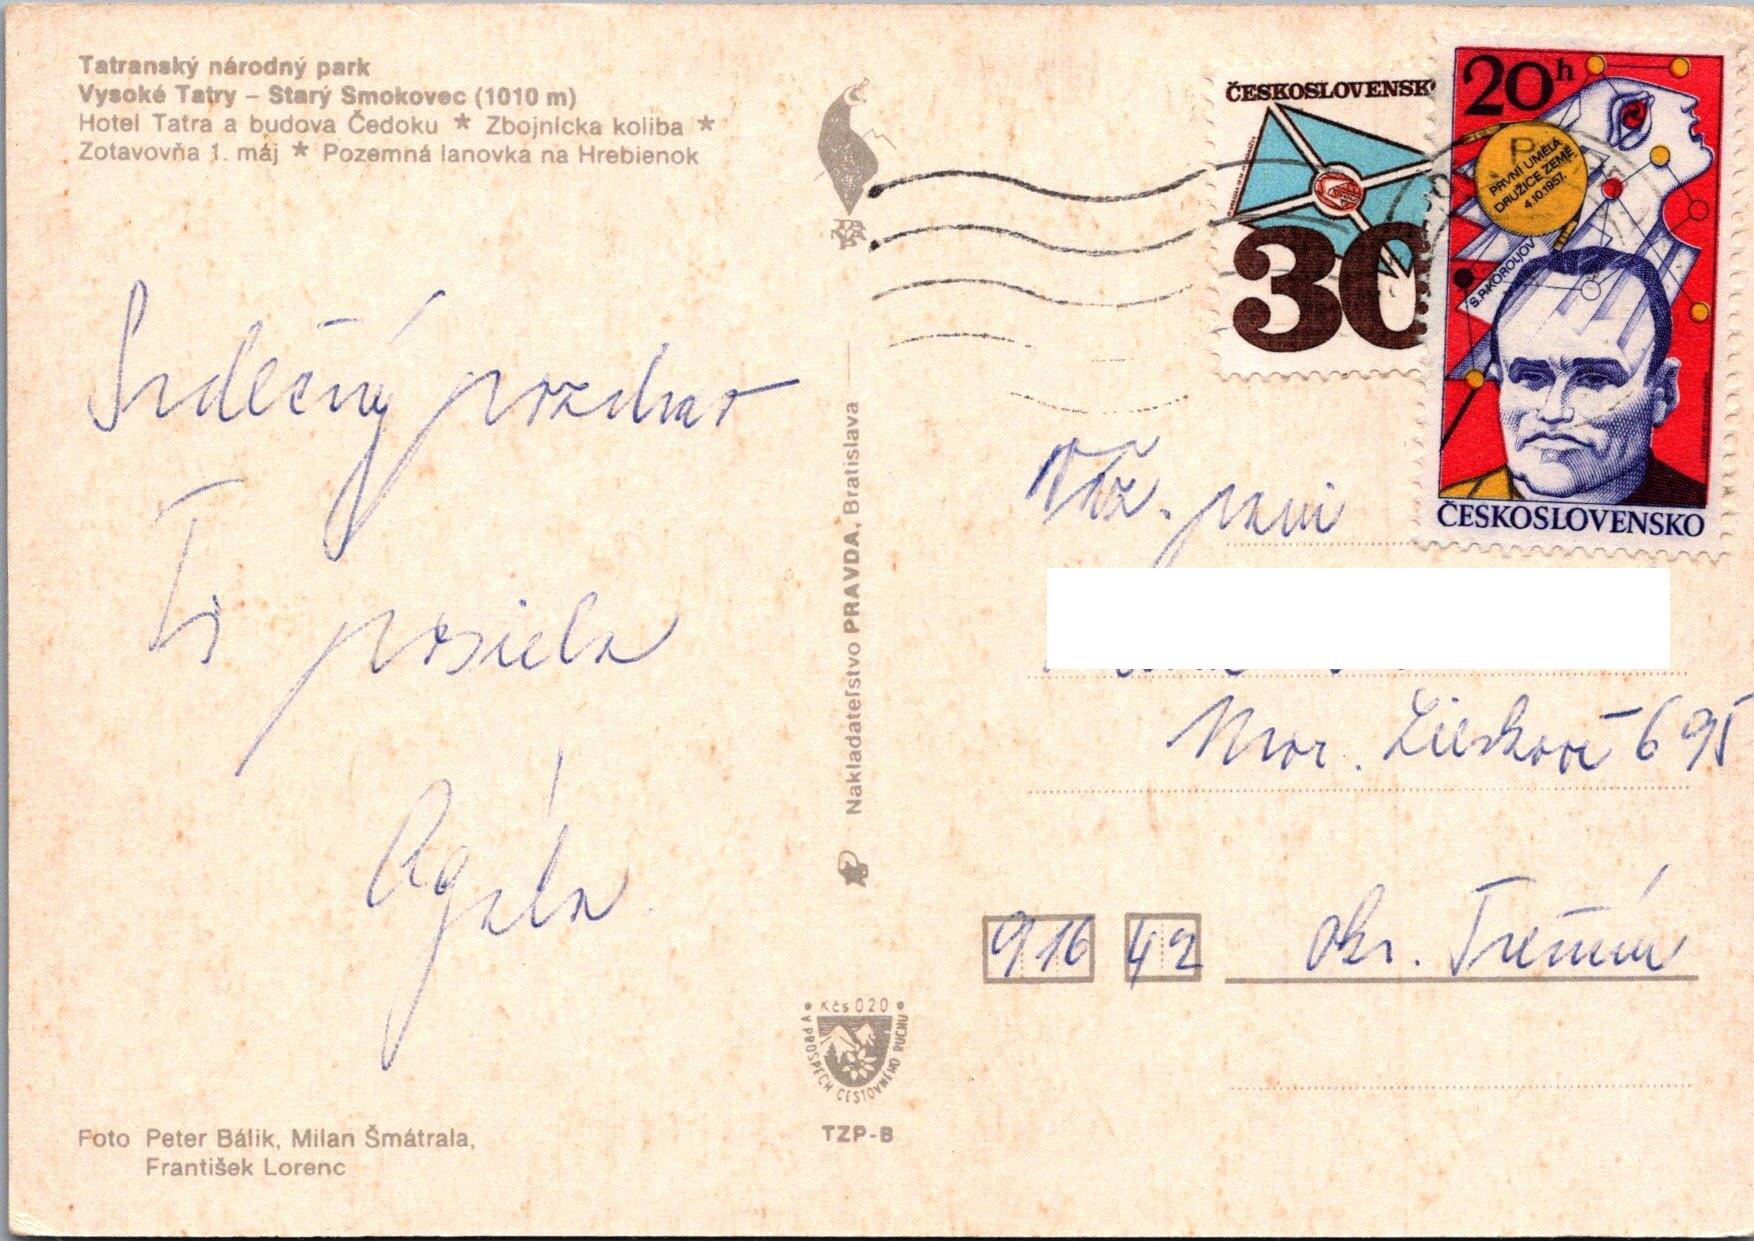 Tatranský národný park
Vysoké Tatry – Starý Smokovec (1010 m)
Hotel Tatra a budova Čedoku * Zbojnícka koliba *
Zotavovňa 1. máj * Pozemná lanovka na Hrebienok
Srdečný pozdrav
Ti posiela
Agáta
Foto Peter Bálik, Milan Šmátrala,
František Lorenc
Nakladateľstvo PRAVDA, Bratislava
Kčs 020
V PROSPECH CESTOVNÉHO RUCHU
TZP-B
ČESKOSLOVENSK
30
20h
PRVNÍ UMĚLÁ
DRUŽICE ZEMĚ
4.10.1957.
S.P.KOROLJOV
ČESKOSLOVENSKO
Váž. pani
Mor. Lieskové 695
916 42 okr. Trenčín